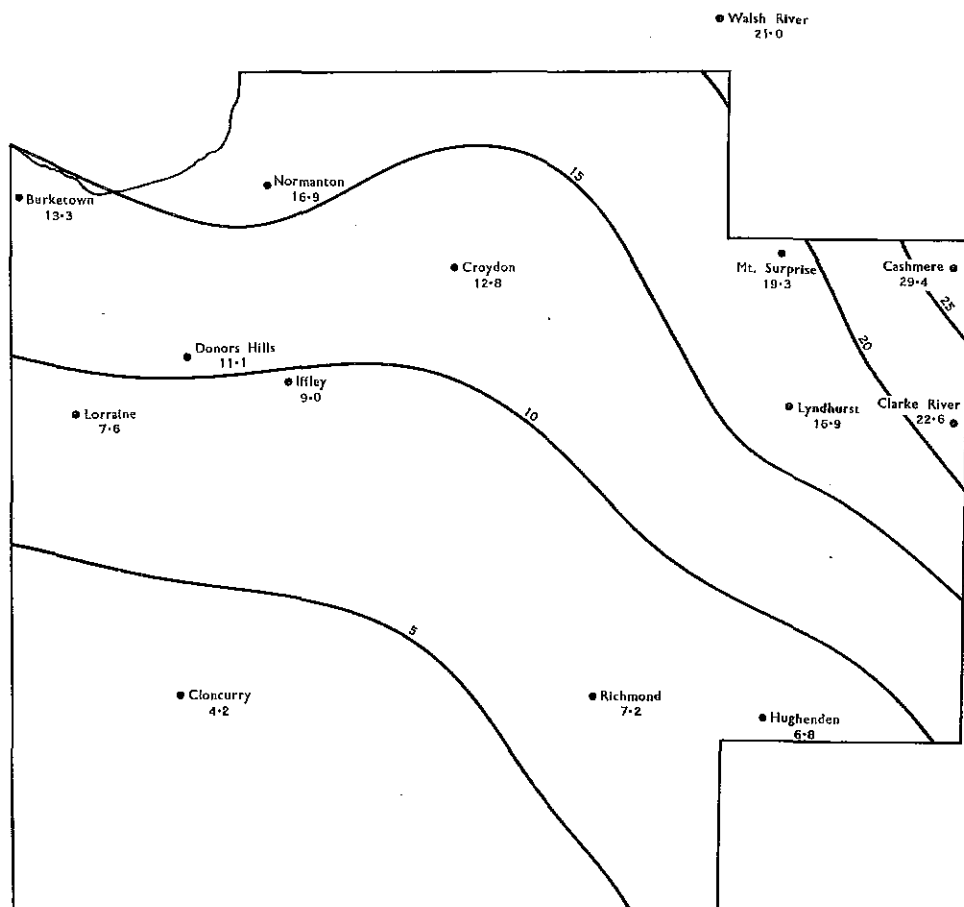 Walsh River
21·0
15
Normanton
16·9
Burketown
13·3
Croydon
12·8
Mt. Surprise
19·3
Cashmere
29·4
25
20
Donors Hills
11·1
Iffley
9·0
Lorraine
7·6
10
Lyndhurst
16·9
Clarke River
22·6
5
Cloncurry
4·2
Richmond
7·2
Hughenden
6·8